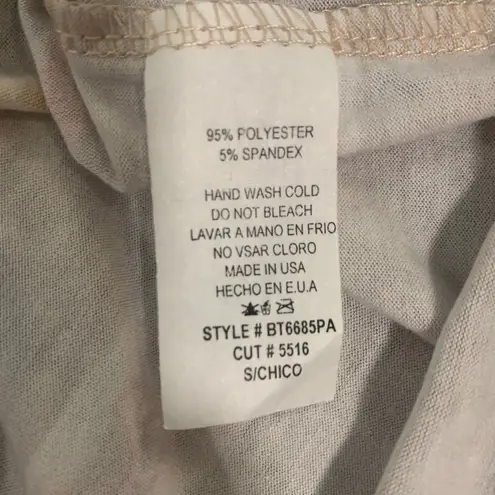 95% POLYESTER
5% SPANDEX
HAND WASH COLD
DO NOT BLEACH
LAVAR A MANO EN FRIO
NO VSAR CLORO
MADE IN USA
HECHO EN E.U.A
STYLE # BT6685PA
CUT # 5516
S/CHICO